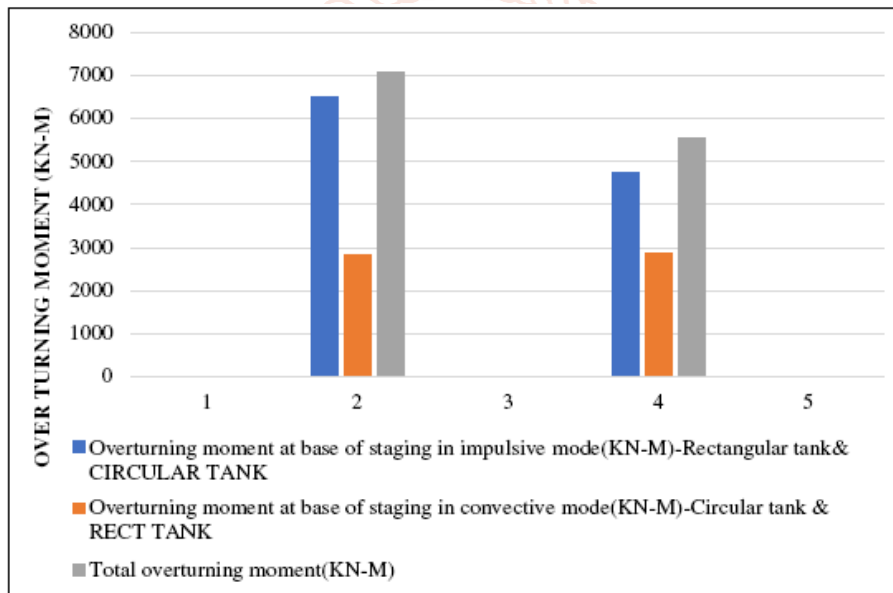 8000
7000
6000
5000
4000
3000
2000
1000
0
OVER TURNING MOMENT (KN-M)
1 2 3 4 5
Overturning moment at base of staging in impulsive mode(KN-M)-Rectangular tank&
CIRCULAR TANK
Overturning moment at base of staging in convective mode(KN-M)-Circular tank &
RECT TANK
Total overturning moment(KN-M)